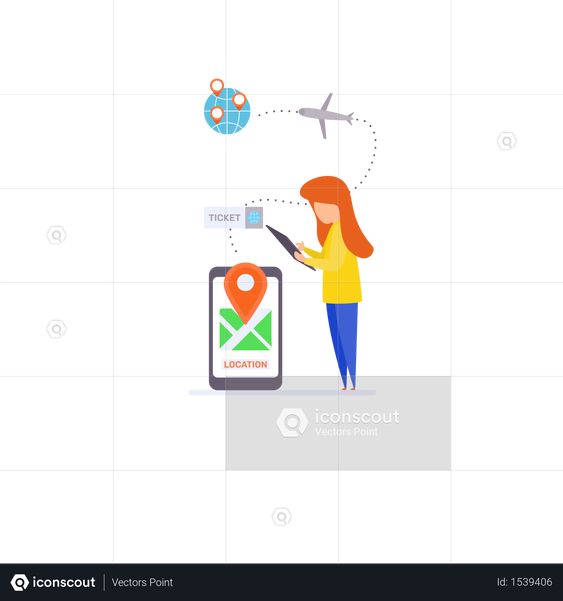 TICKET
LOCATION
iconscout
Vectors Point
iconscout
Vectors Point
Id: 1539406